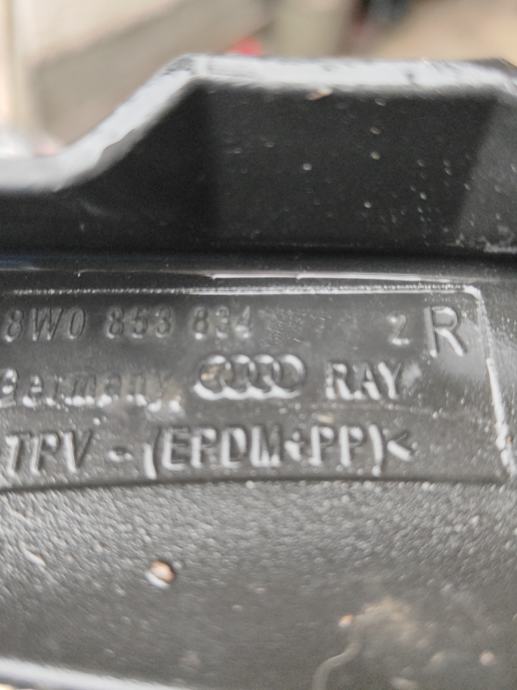 8W0 853 834 2 R
Germany RAY
TPV - (EPDM+PP)<